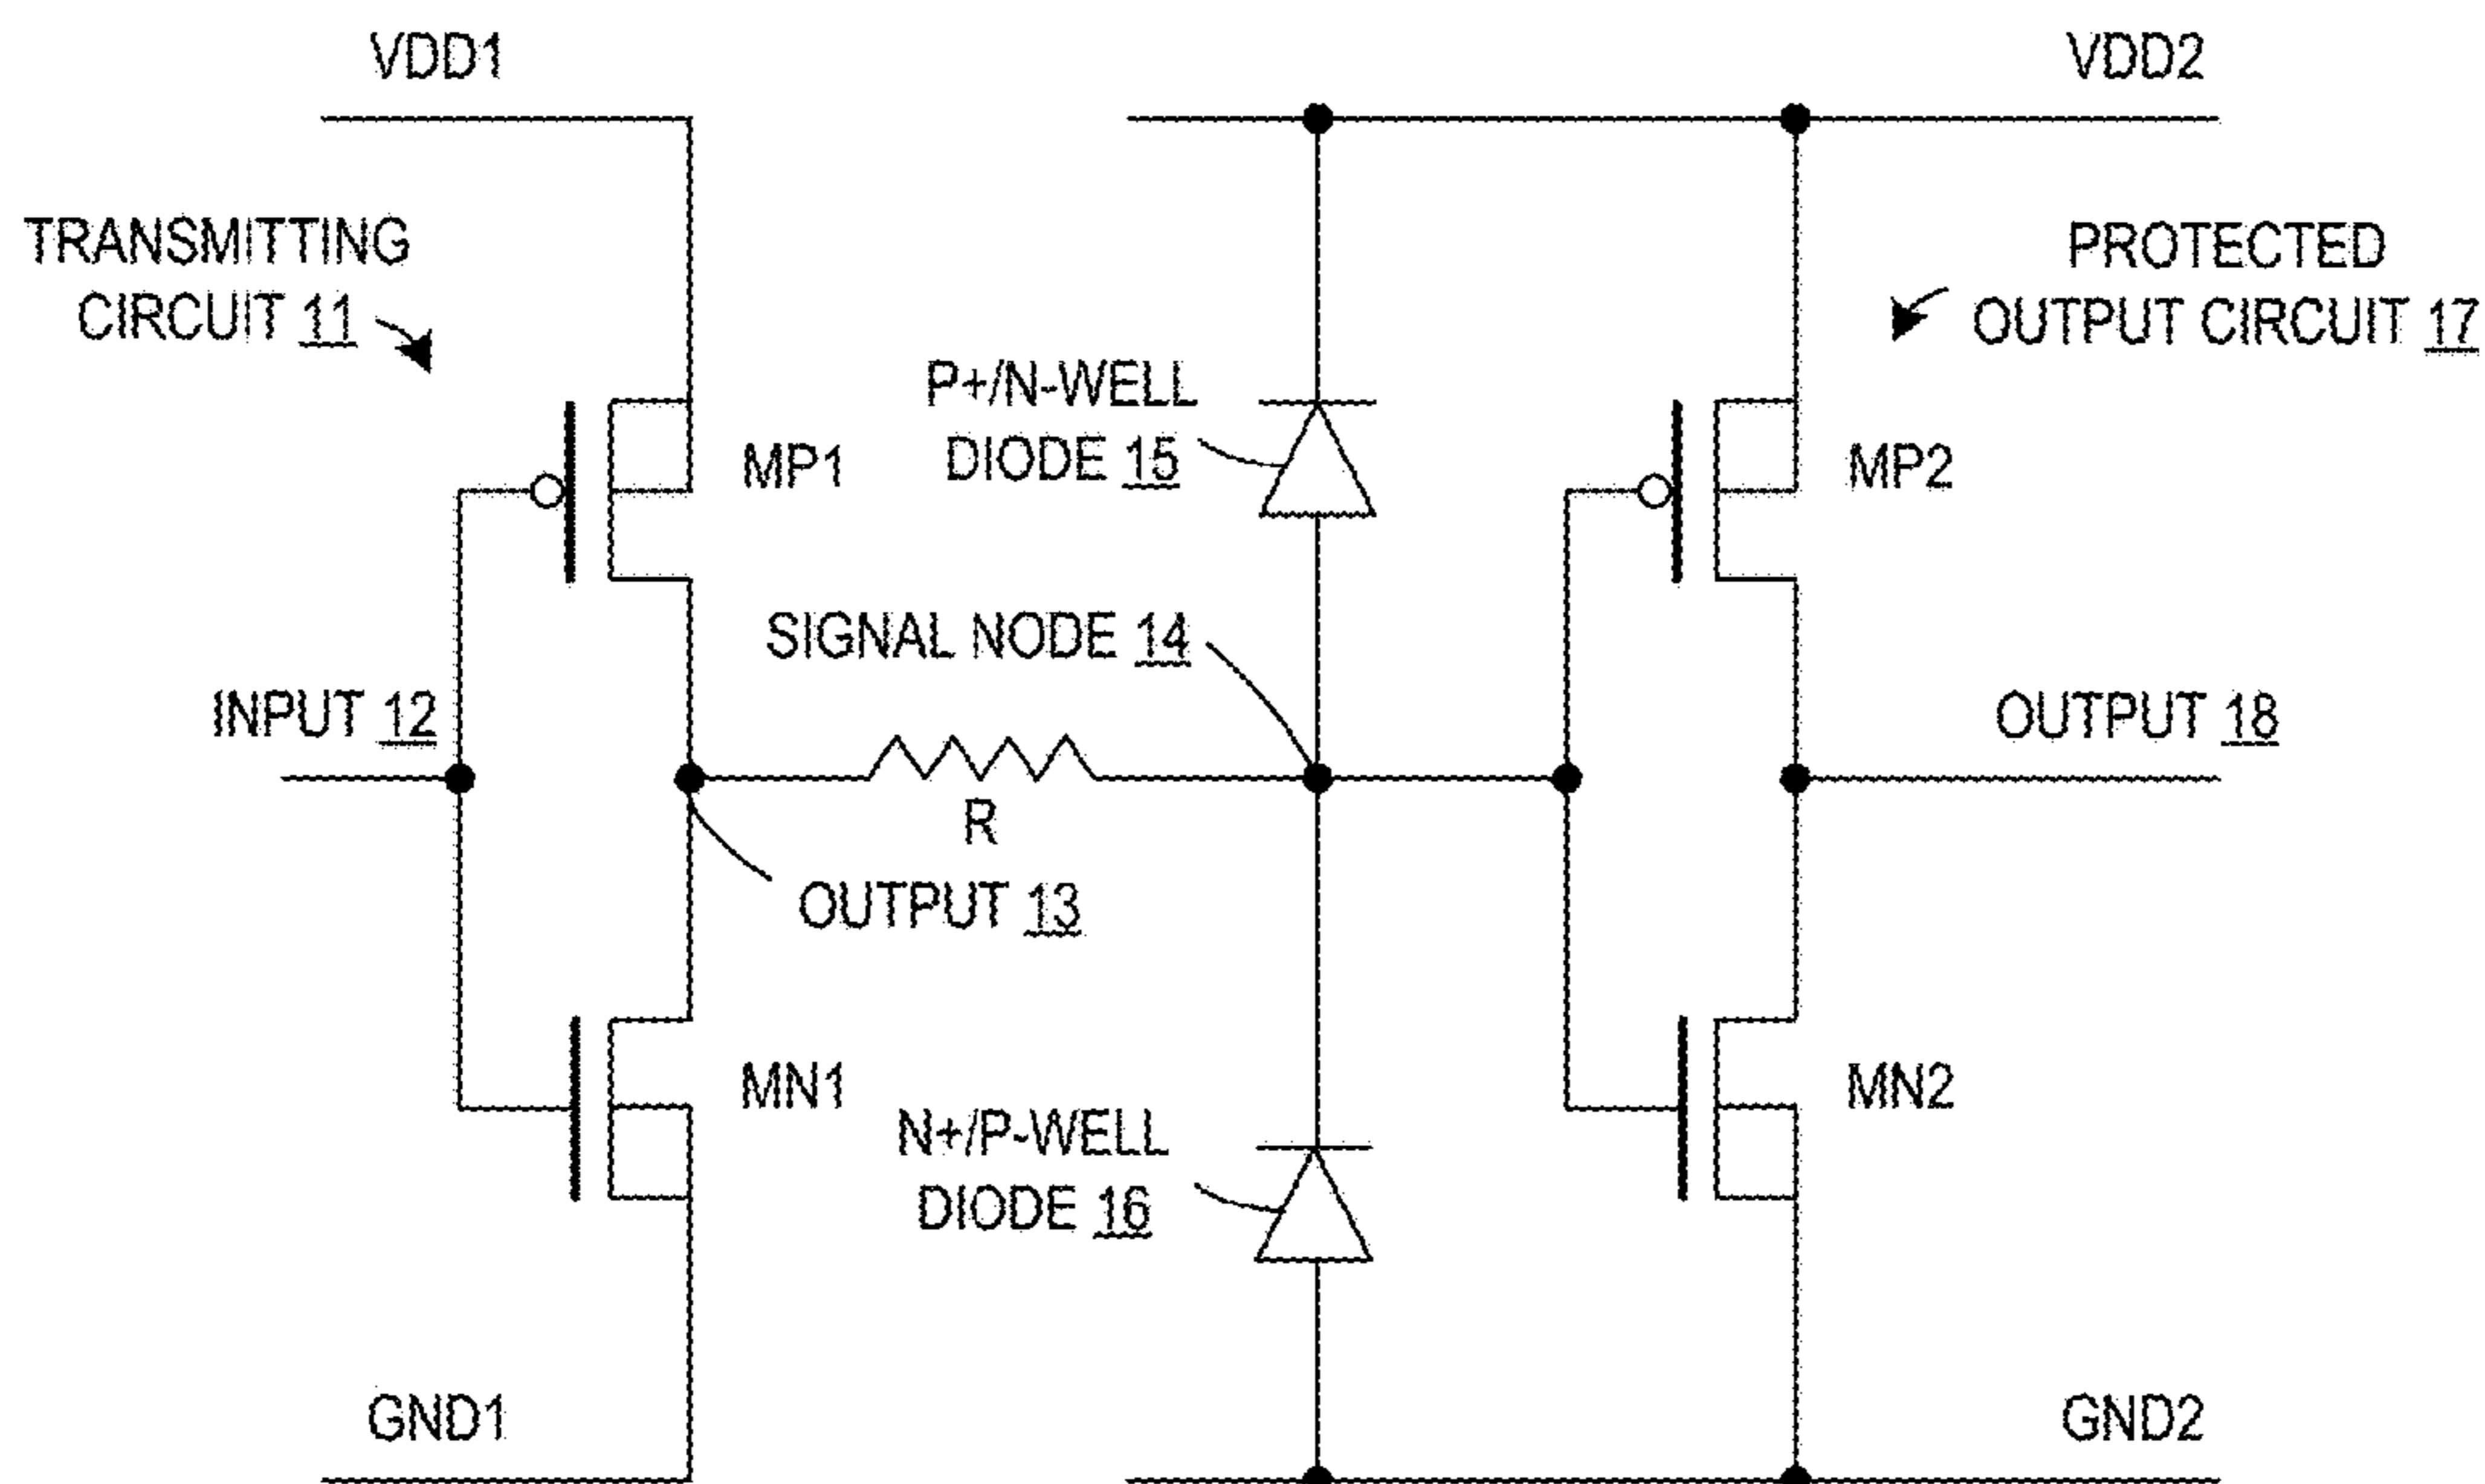 VDD1
VDD2
TRANSMITTING
CIRCUIT 11
PROTECTED
OUTPUT CIRCUIT 17
P+/N-WELL
DIODE 15
MP1
MP2
SIGNAL NODE 14
INPUT 12
OUTPUT 18
R
OUTPUT 13
MN1
MN2
N+/P-WELL
DIODE 16
GND1
GND2